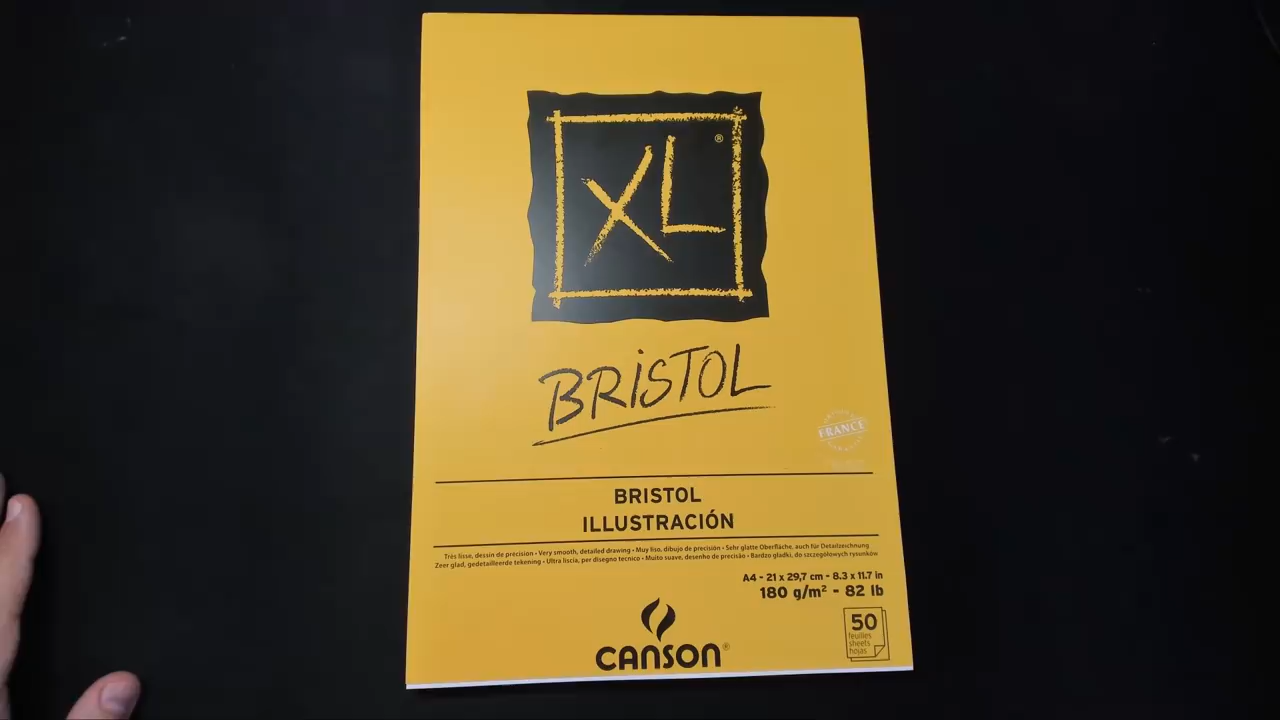 XL®
BRISTOL
FRANCE
BRISTOL
ILLUSTRACIÓN
Très lisse, dessin de précision • Very smooth, detailed drawing • Muy liso, dibujo de precisión • Sehr glatte Oberfläche, auch für Detailzeichnung
Zeer glad, gedetailleerde tekening • Ultra liscia, per disegno tecnico • Muito suave, desenho de precisão • Bardzo gładki, do szczegółowych rysunków
A4 - 21 x 29,7 cm - 8.3 x 11.7 in
180 g/m² - 82 lb
50
feuilles
sheets
hojas
CANSON®